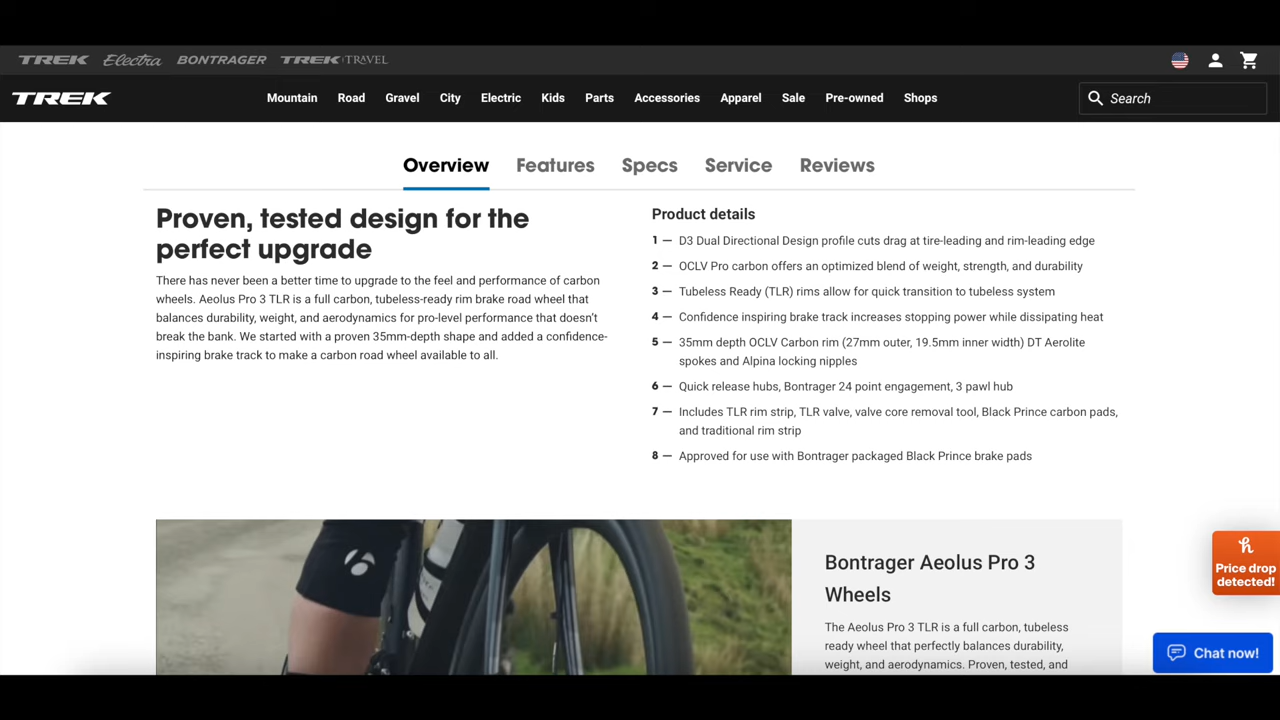 TREK Electra BONTRAGER TREK TRAVEL
TREK Mountain Road Gravel City Electric Kids Parts Accessories Apparel Sale Pre-owned Shops Search
Overview Features Specs Service Reviews
Proven, tested design for the
perfect upgrade
There has never been a better time to upgrade to the feel and performance of carbon
wheels. Aeolus Pro 3 TLR is a full carbon, tubeless-ready rim brake road wheel that
balances durability, weight, and aerodynamics for pro-level performance that doesn’t
break the bank. We started with a proven 35mm-depth shape and added a confidence-
inspiring brake track to make a carbon road wheel available to all.
Product details
1 — D3 Dual Directional Design profile cuts drag at tire-leading and rim-leading edge
2 — OCLV Pro carbon offers an optimized blend of weight, strength, and durability
3 — Tubeless Ready (TLR) rims allow for quick transition to tubeless system
4 — Confidence inspiring brake track increases stopping power while dissipating heat
5 — 35mm depth OCLV Carbon rim (27mm outer, 19.5mm inner width) DT Aerolite
spokes and Alpina locking nipples
6 — Quick release hubs, Bontrager 24 point engagement, 3 pawl hub
7 — Includes TLR rim strip, TLR valve, valve core removal tool, Black Prince carbon pads,
and traditional rim strip
8 — Approved for use with Bontrager packaged Black Prince brake pads
Bontrager Aeolus Pro 3
Wheels
The Aeolus Pro 3 TLR is a full carbon, tubeless
ready wheel that perfectly balances durability,
weight, and aerodynamics. Proven, tested, and
h
Price drop
detected!
Chat now!